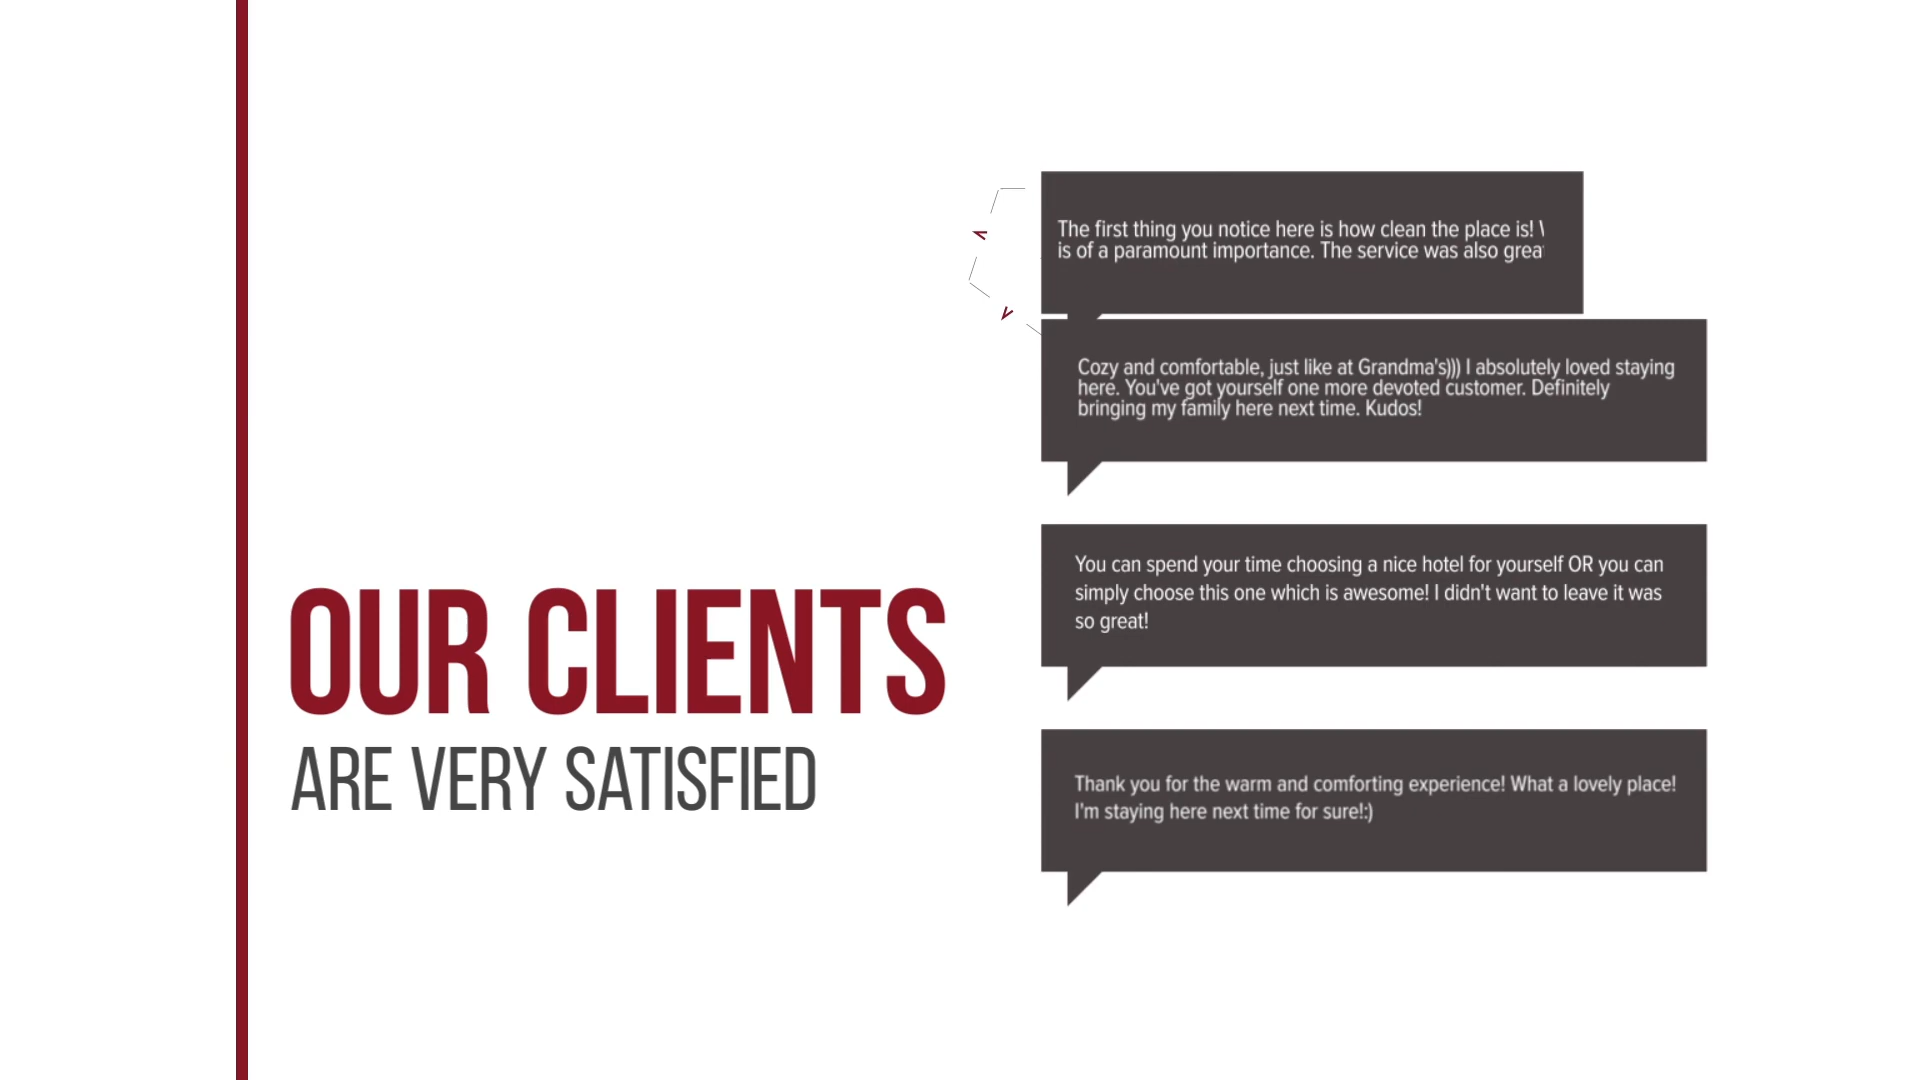 OUR CLIENTS
ARE VERY SATISFIED
The first thing you notice here is how clean the place is!
is of a paramount importance. The service was also grea
Cozy and comfortable, just like at Grandma's))) I absolutely loved staying
here. You've got yourself one more devoted customer. Definitely
bringing my family here next time. Kudos!
You can spend your time choosing a nice hotel for yourself OR you can
simply choose this one which is awesome! I didn't want to leave it was
so great!
Thank you for the warm and comforting experience! What a lovely place!
I'm staying here next time for sure!:)